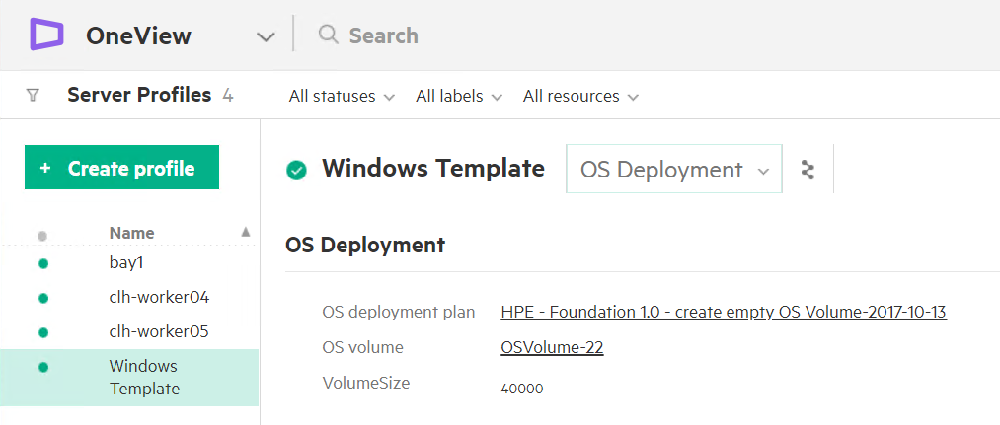 OneView Search
Server Profiles 4 All statuses All labels All resources
+ Create profile
Windows Template OS Deployment
Name
bay1
clh-worker04
clh-worker05
Windows
Template
OS Deployment
OS deployment plan HPE - Foundation 1.0 - create empty OS Volume-2017-10-13
OS volume OSVolume-22
VolumeSize 40000